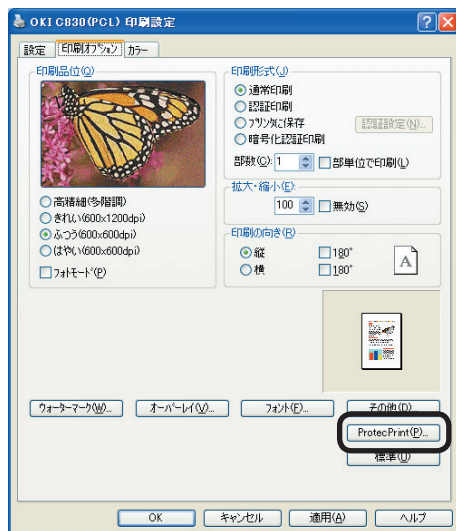 OKI C830(PCL) 印刷設定
設定 印刷オプション カラー
印刷品位(Q)
高精細(多階調)
きれい(600x1200dpi)
ふつう(600x600dpi)
はやい(600x600dpi)
フォトモード(P)
印刷形式(J)
通常印刷
認証印刷
プリンタに保存
認証設定(N)...
暗号化認証印刷
部数(C): 1 部単位で印刷(L)
拡大・縮小(E):
100 無効(S)
印刷の向き(R)
縦 180°
横 180°
A
ウォーターマーク(W)... オーバーレイ(V)... フォント(F)... その他(D)...
ProtecPrint(P)...
標準(U)
OK キャンセル 適用(A) ヘルプ